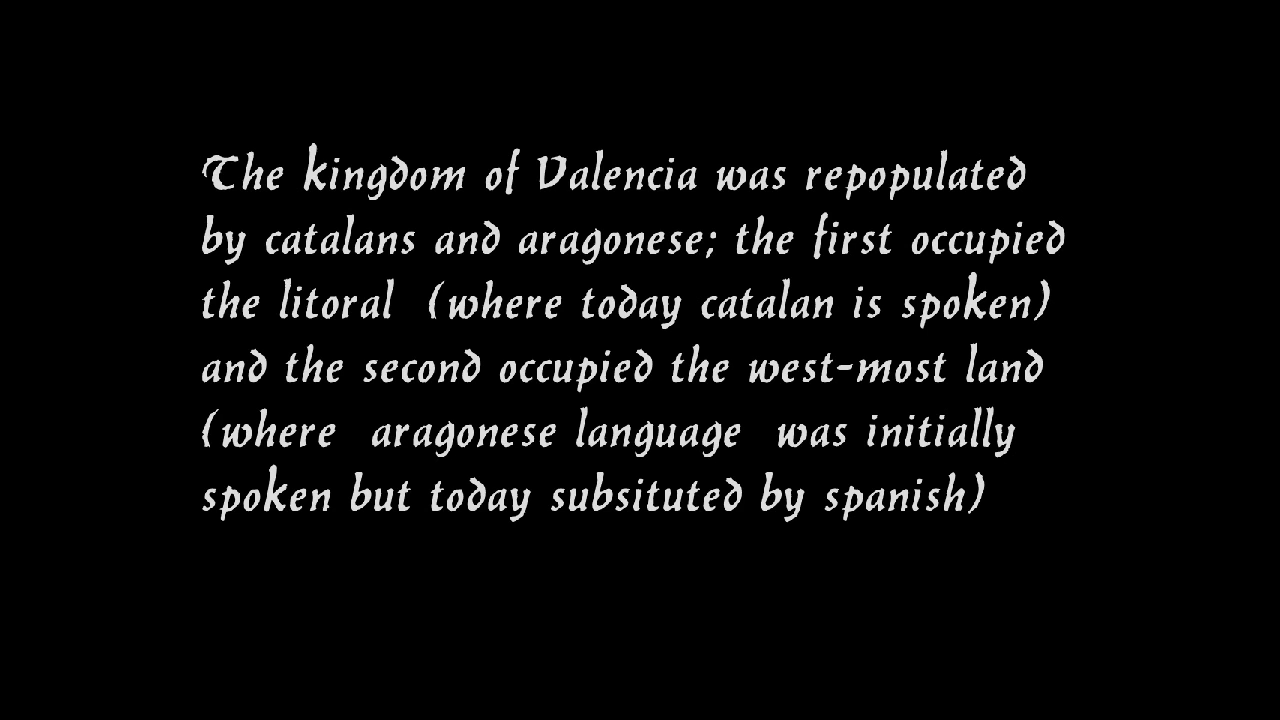 The kingdom of Valencia was repopulated
by catalans and aragonese; the first occupied
the litoral (where today catalan is spoken)
and the second occupied the west-most land
(where aragonese language was initially
spoken but today subsituted by spanish)